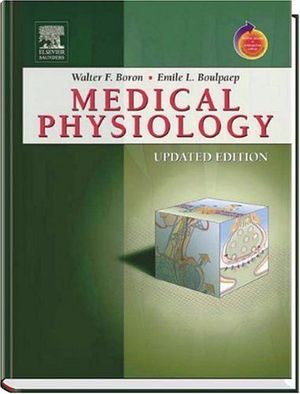 ELSEVIER
SAUNDERS
Walter F. Boron • Emile L. Boulpaep
MEDICAL
PHYSIOLOGY
UPDATED EDITION